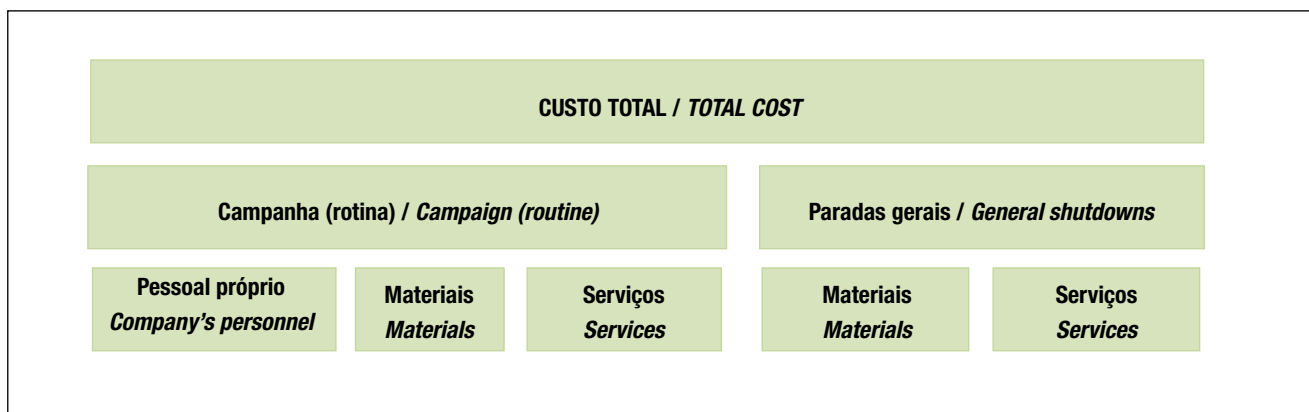 CUSTO TOTAL / TOTAL COST
Campanha (rotina) / Campaign (routine)
Paradas gerais / General shutdowns
Pessoal próprio
Company's personnel
Materiais
Materials
Serviços
Services
Materiais
Materials
Serviços
Services